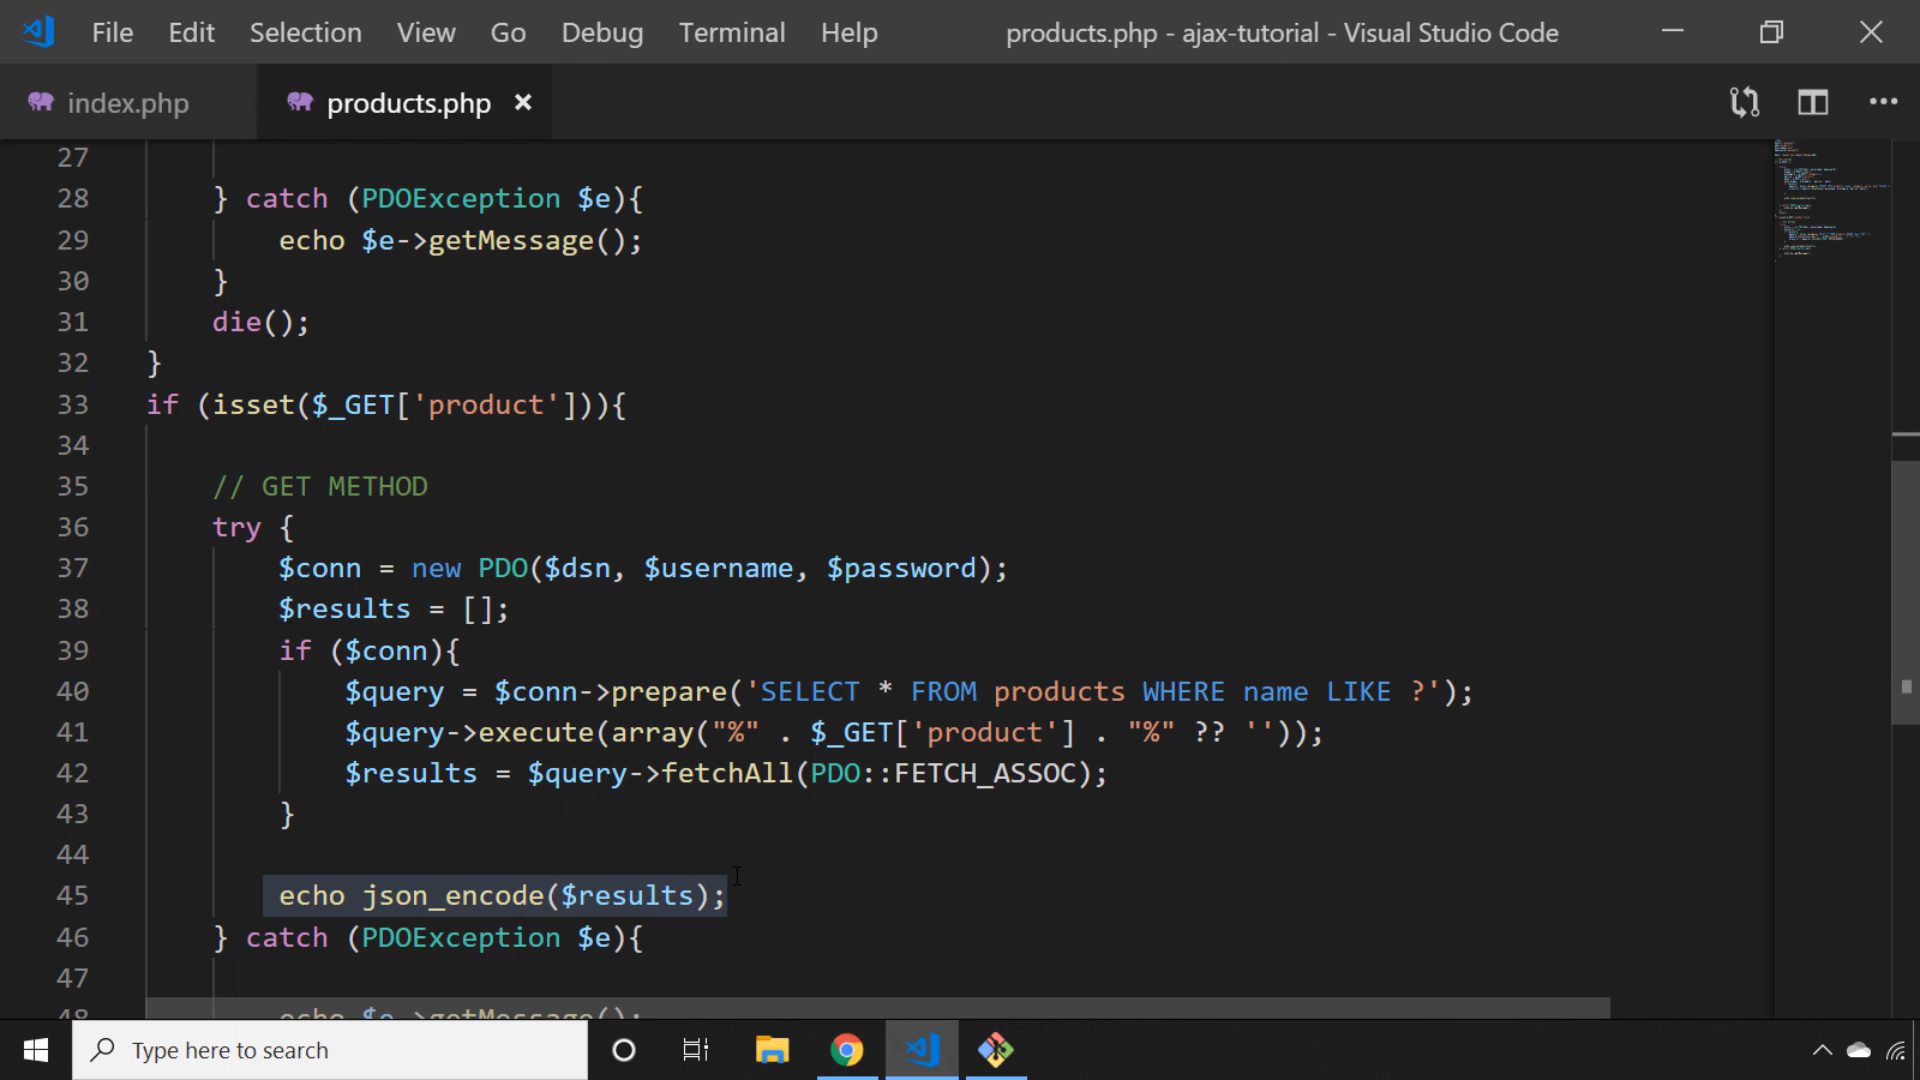 File Edit Selection View Go Debug Terminal Help products.php - ajax-tutorial - Visual Studio Code
index.php products.php
27
28 } catch (PDOException $e){
29 echo $e->getMessage();
30 }
31 die();
32 }
33 if (isset($_GET['product'])){
34
35 // GET METHOD
36 try {
37 $conn = new PDO($dsn, $username, $password);
38 $results = [];
39 if ($conn){
40 $query = $conn->prepare('SELECT * FROM products WHERE name LIKE ?');
41 $query->execute(array("%" . $_GET['product'] . "%" ?? ''));
42 $results = $query->fetchAll(PDO::FETCH_ASSOC);
43 }
44
45 echo json_encode($results);
46 } catch (PDOException $e){
47
48 echo $e->getMessage();
Type here to search